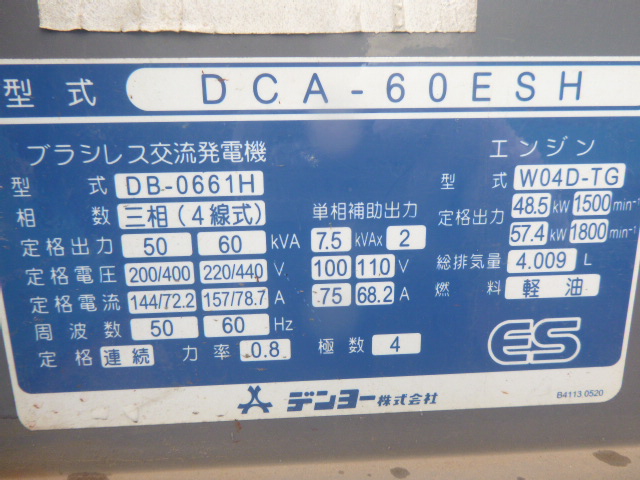 型式 DCA-60ESH
ブラシレス交流発電機
型式 DB-0661H
相数 三相(4線式)
定格出力 50 60 kVA
定格電圧 200/400 220/440 V
定格電流 144/72.2 157/78.7 A
周波数 50 60 Hz
定格 連続 力率 0.8 極数 4
単相補助出力
7.5 kVAx 2
100 110 V
75 68.2 A
エンジン
型式 W04D-TG
定格出力 48.5 kW 1500 min⁻¹
57.4 kW 1800 min⁻¹
総排気量 4.009 L
燃料 軽油
ES
デンヨー株式会社
B4113 0520